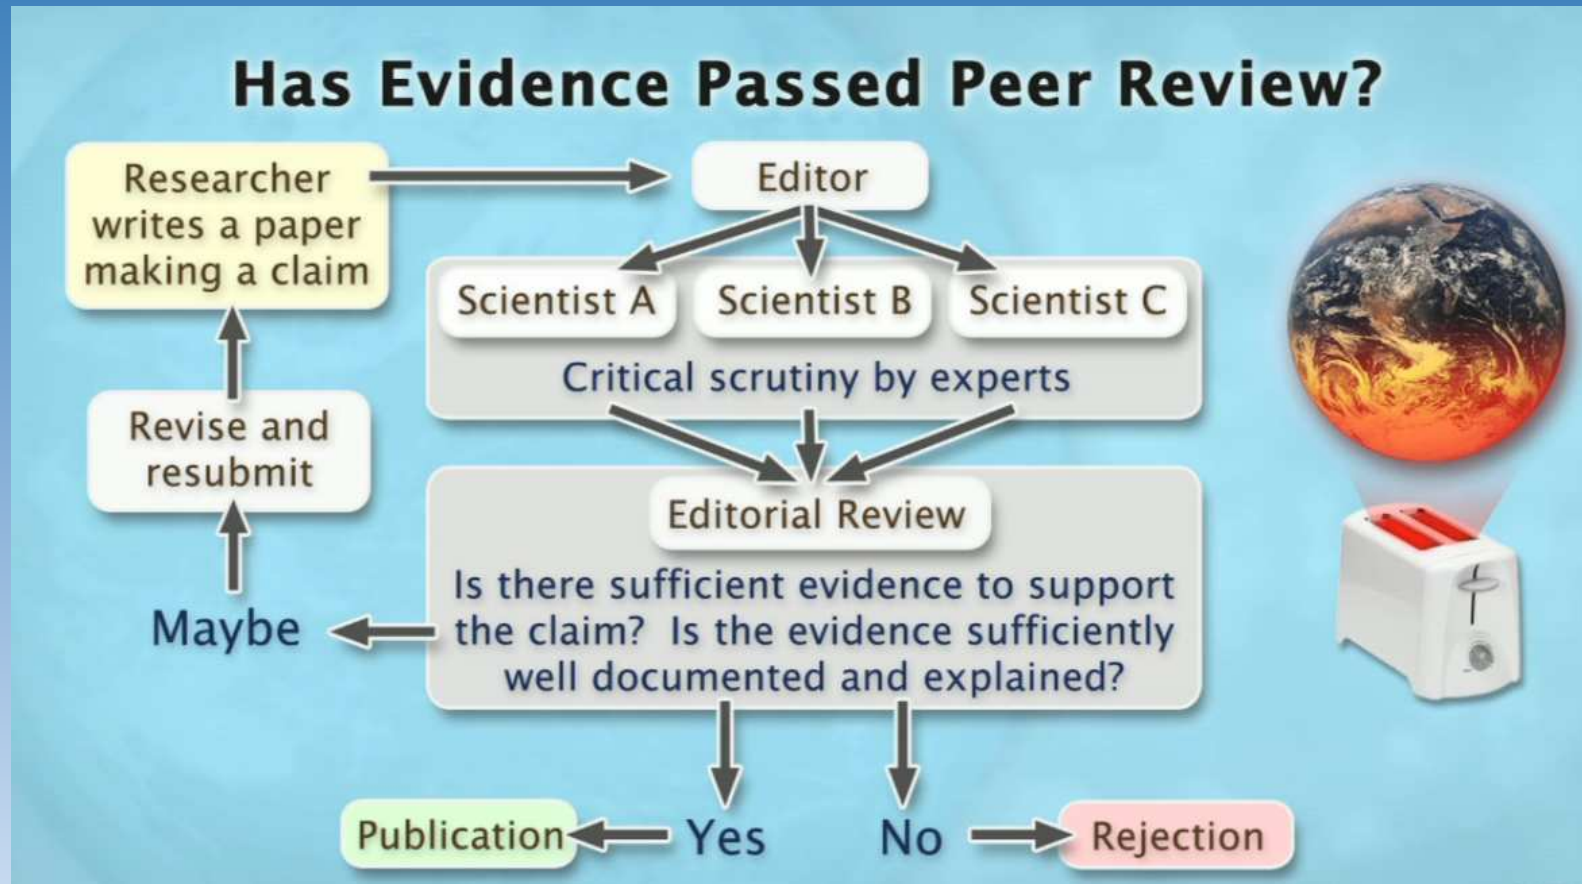 Has Evidence Passed Peer Review?
Researcher
writes a paper
making a claim
Editor
Scientist A
Scientist B
Scientist C
Critical scrutiny by experts
Revise and
resubmit
Editorial Review
Is there sufficient evidence to support
the claim? Is the evidence sufficiently
well documented and explained?
Maybe
Publication
Yes
No
Rejection